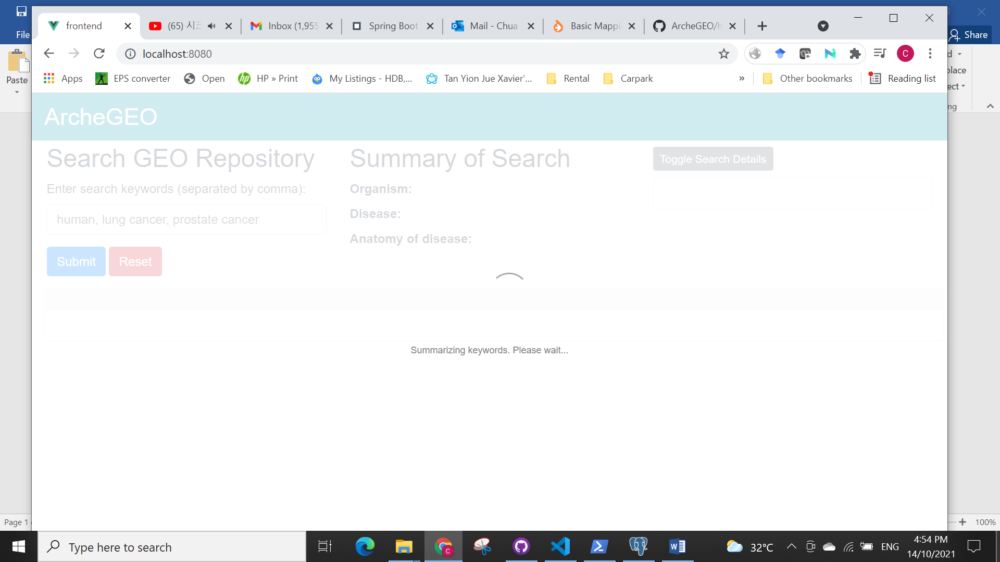 File
Share
frontend
(65) 시크
Inbox (1,955
Spring Boot
Mail - Chua
Basic Mappi
ArcheGEO/h
localhost:8080
C
Paste
Apps
EPS converter
Open
HP » Print
My Listings - HDB,...
Tan Yion Jue Xavier'...
Rental
Carpark
»
Other bookmarks
Reading list
d
place
ect
ng
ArcheGEO
Search GEO Repository
Enter search keywords (separated by comma):
human, lung cancer, prostate cancer
Submit
Reset
Summary of Search
Organism:
Disease:
Anatomy of disease:
Toggle Search Details
Summarizing keywords. Please wait...
Page 1
100%
Type here to search
32°C
ENG
4:54 PM
14/10/2021